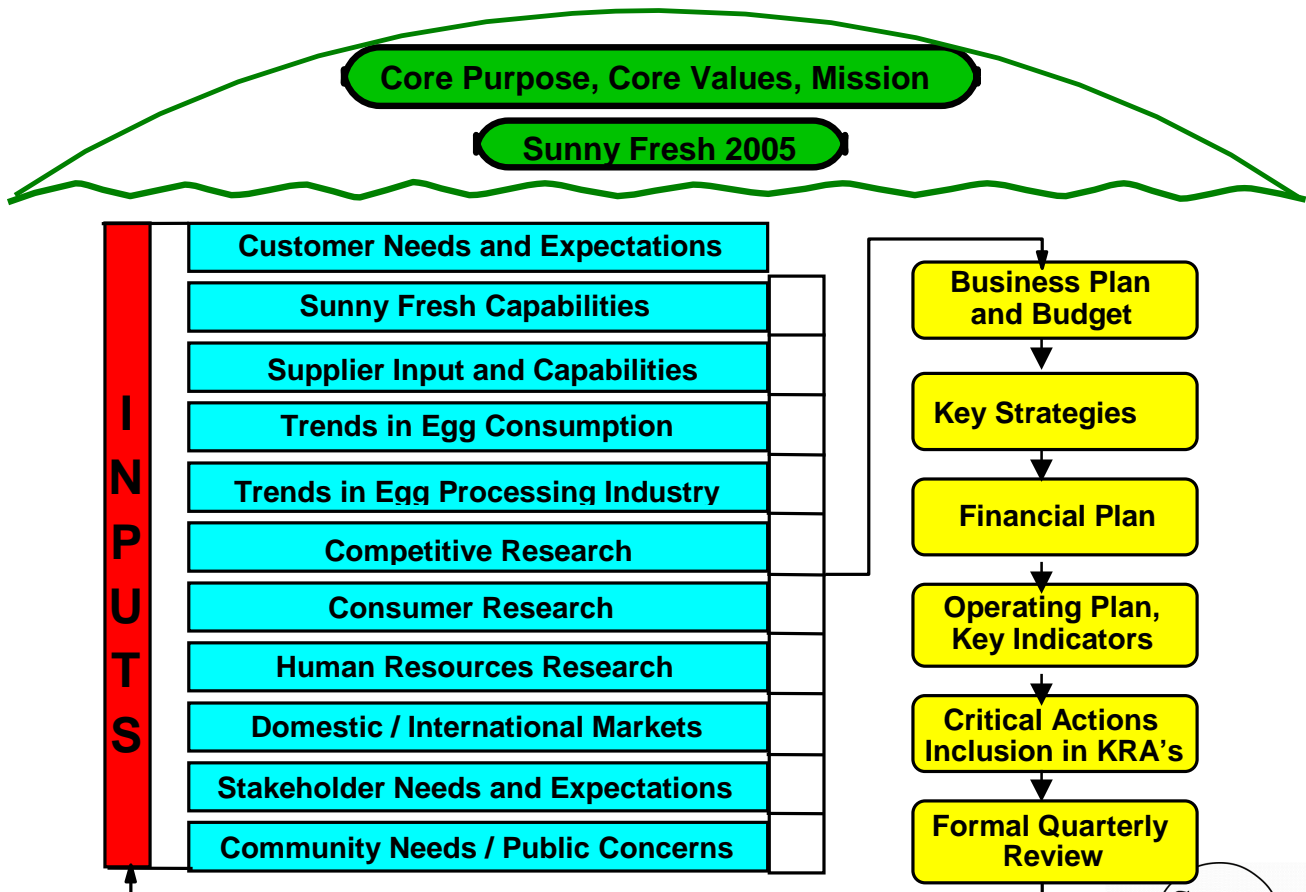 Core Purpose, Core Values, Mission
Sunny Fresh 2005
INPUTS
Customer Needs and Expectations
Sunny Fresh Capabilities
Supplier Input and Capabilities
Trends in Egg Consumption
Trends in Egg Processing Industry
Competitive Research
Consumer Research
Human Resources Research
Domestic / International Markets
Stakeholder Needs and Expectations
Community Needs / Public Concerns
Business Plan
and Budget
Key Strategies
Financial Plan
Operating Plan,
Key Indicators
Critical Actions
Inclusion in KRA's
Formal Quarterly
Review